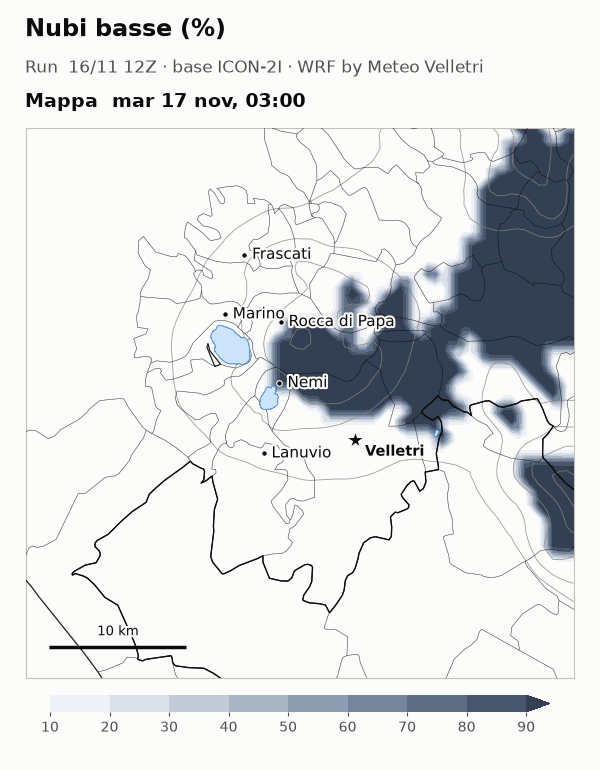 Nubi basse (%)
Run  16/11 12Z · base ICON-2I · WRF by Meteo Velletri
Mappa  mar 17 nov, 03:00
Frascati
Marino
Rocca di Papa
Nemi
Velletri
Lanuvio
10 km
10 20 30 40 50 60 70 80 90